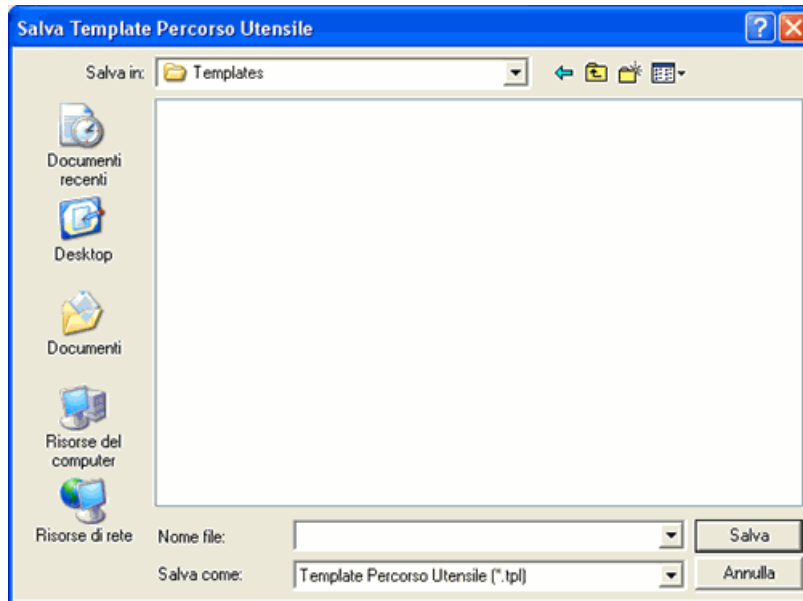 Salva Template Percorso Utensile
Salva in:
Templates
Documenti
recenti
Desktop
Documenti
Risorse del
computer
Risorse di rete
Nome file:
Salva
Salva come:
Template Percorso Utensile (*.tpl)
Annulla